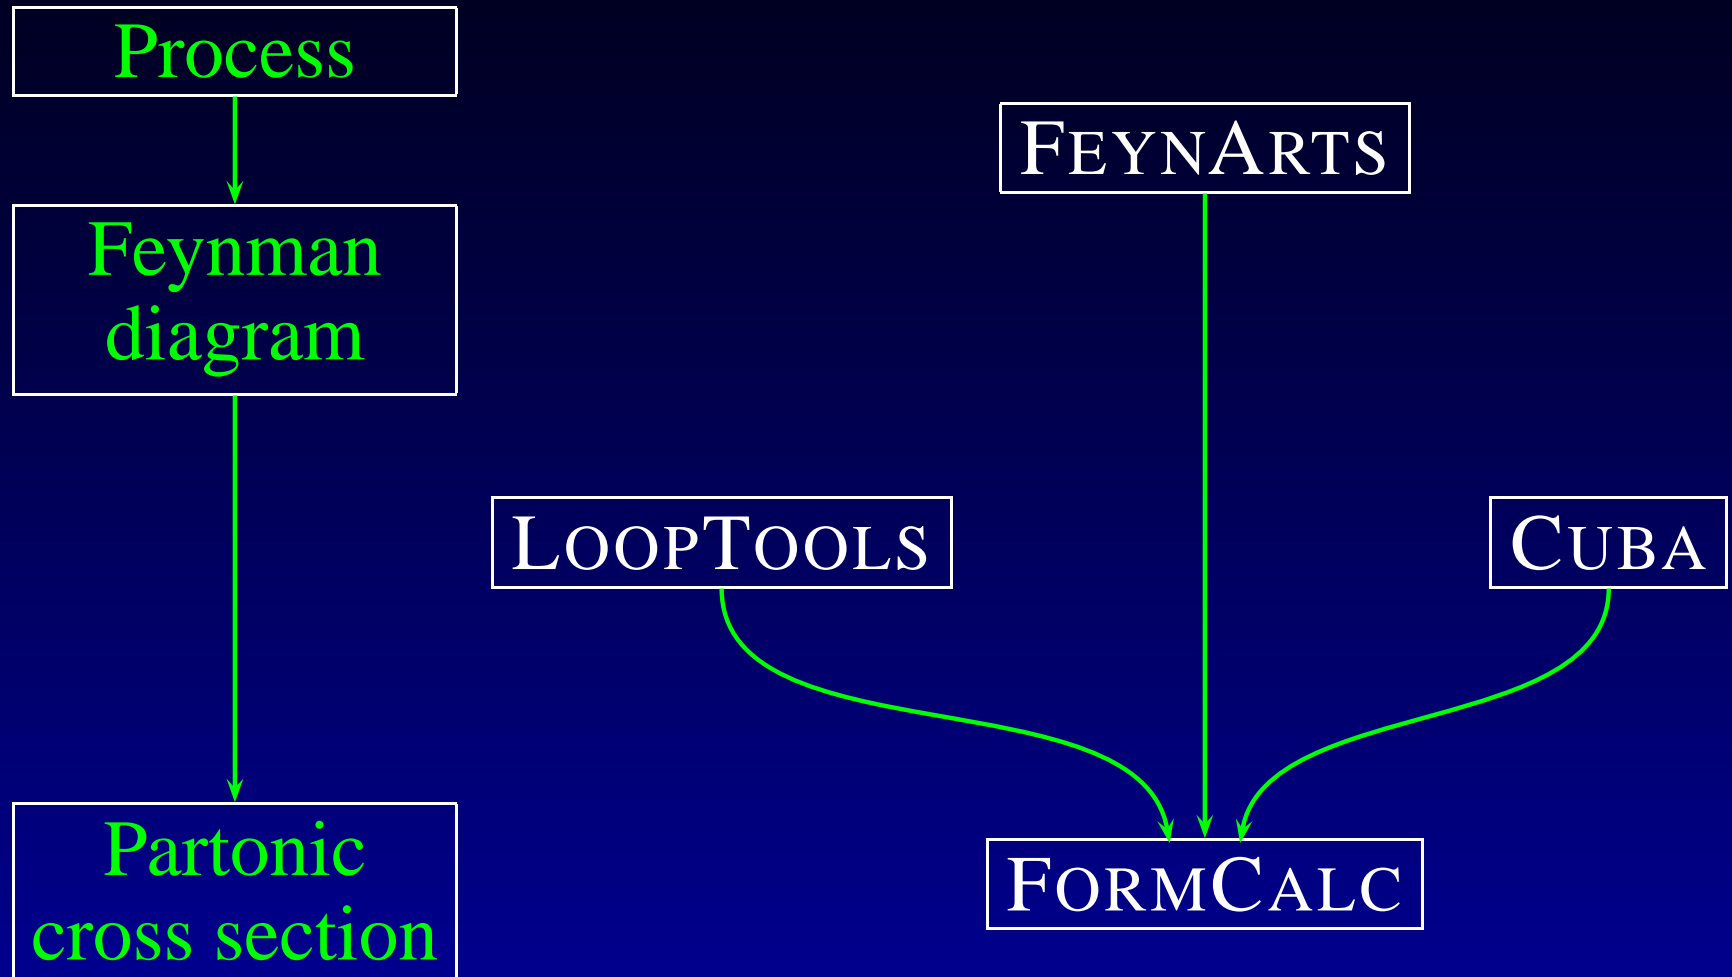 Process
FEYNARTS
Feynman
diagram
LOOPTOOLS
CUBA
Partonic
cross section
FORMCALC